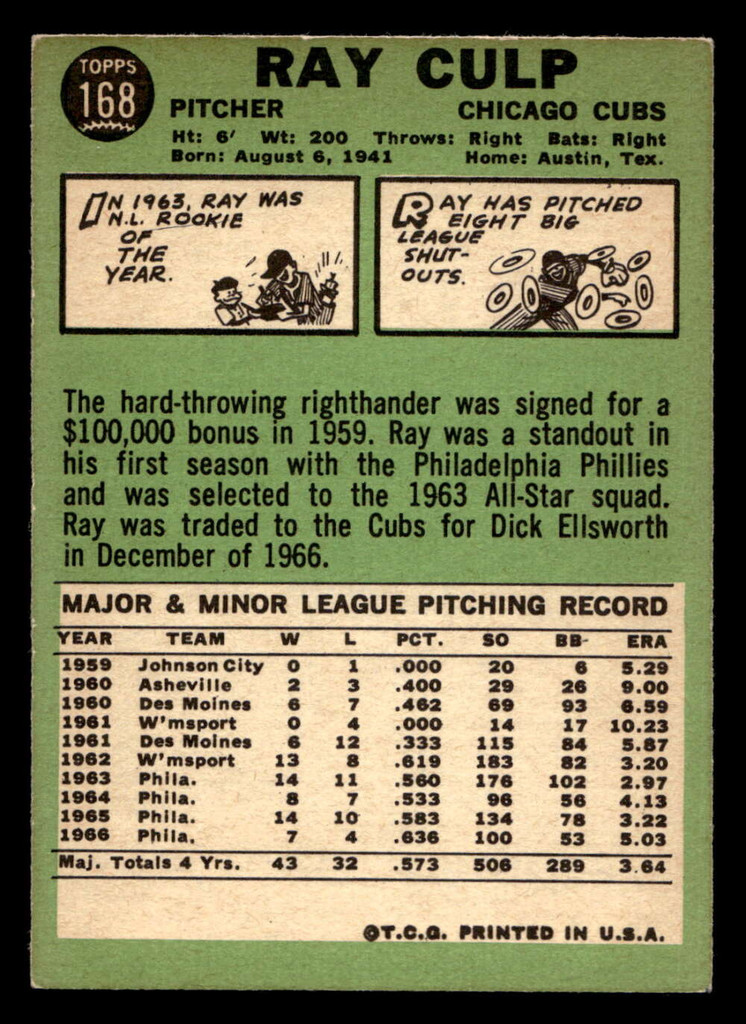 TOPPS
168
RAY CULP
PITCHER CHICAGO CUBS
Ht: 6' Wt: 200 Throws: Right Bats: Right
Born: August 6, 1941 Home: Austin, Tex.
IN 1963, RAY WAS
N.L. ROOKIE
OF
THE
YEAR.
RAY HAS PITCHED
EIGHT BIG
LEAGUE
SHUT-
OUTS.
The hard-throwing righthander was signed for a
$100,000 bonus in 1959. Ray was a standout in
his first season with the Philadelphia Phillies
and was selected to the 1963 All-Star squad.
Ray was traded to the Cubs for Dick Ellsworth
in December of 1966.
MAJOR & MINOR LEAGUE PITCHING RECORD
YEAR TEAM W L PCT. SO BB- ERA
1959 Johnson City 0 1 .000 20 6 5.29
1960 Asheville 2 3 .400 29 26 9.00
1960 Des Moines 6 7 .462 69 93 6.59
1961 W'msport 0 4 .000 14 17 10.23
1961 Des Moines 6 12 .333 115 84 5.87
1962 W'msport 13 8 .619 183 82 3.20
1963 Phila. 14 11 .560 176 102 2.97
1964 Phila. 8 7 .533 96 56 4.13
1965 Phila. 14 10 .583 134 78 3.22
1966 Phila. 7 4 .636 100 53 5.03
Maj. Totals 4 Yrs. 43 32 .573 506 289 3.64
©T.C.G. PRINTED IN U.S.A.